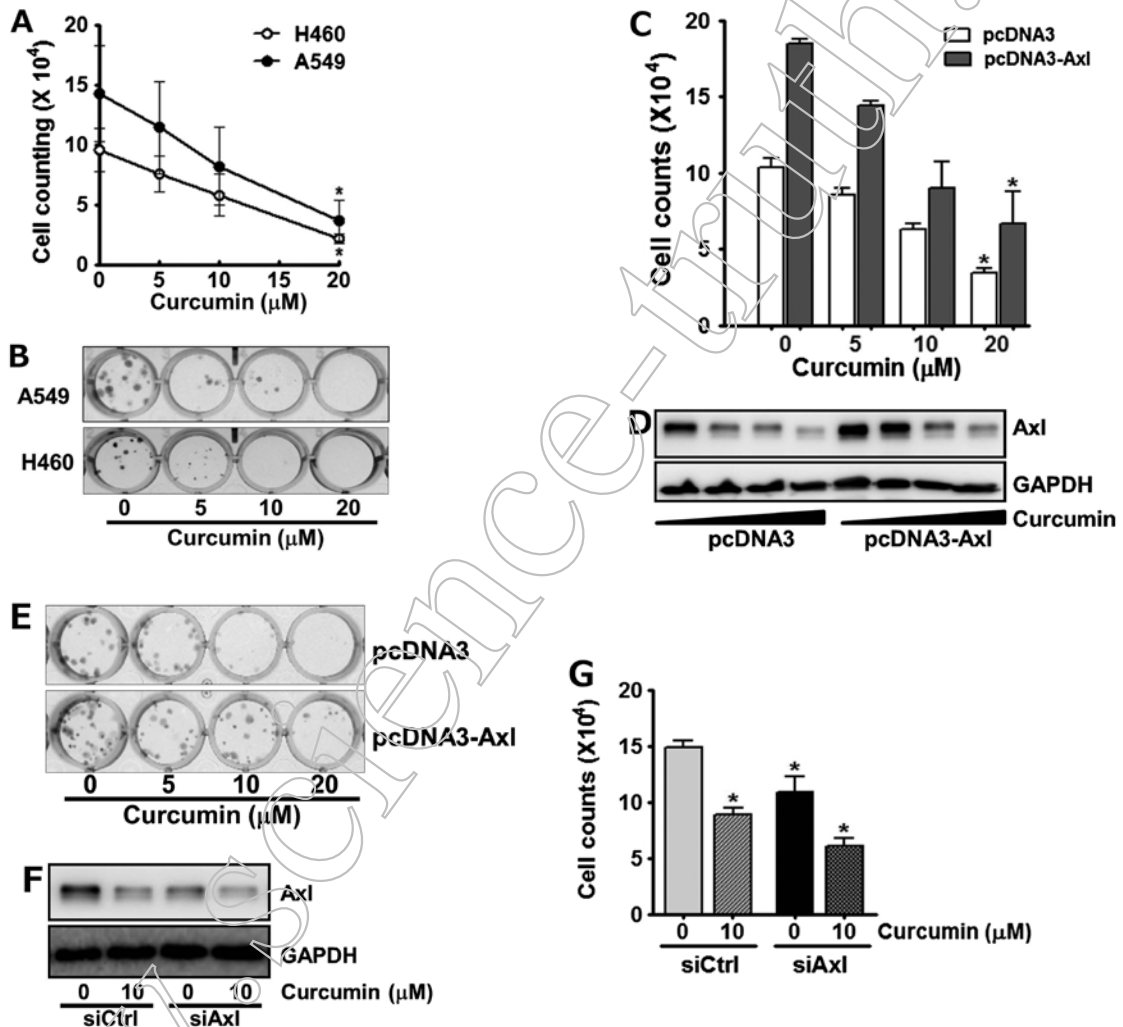 A
20
15
10
5
0
Cell counting (X 10⁴)
H460
A549
*
*
0 5 10 15 20
Curcumin (μM)
B
A549
H460
0 5 10 20
Curcumin (μM)
C
20
15
10
5
0
Cell counts (X10⁴)
pcDNA3
pcDNA3-Axl
*
*
0 5 10 20
Curcumin (μM)
D
Axl
GAPDH
Curcumin
pcDNA3 pcDNA3-Axl
E
pcDNA3
pcDNA3-Axl
0 5 10 20
Curcumin (μM)
F
Axl
GAPDH
0 10 0 10 Curcumin (μM)
siCtrl siAxl
G
20
15
10
5
0
Cell counts (X10⁴)
*
*
*
0 10 0 10 Curcumin (μM)
siCtrl siAxl